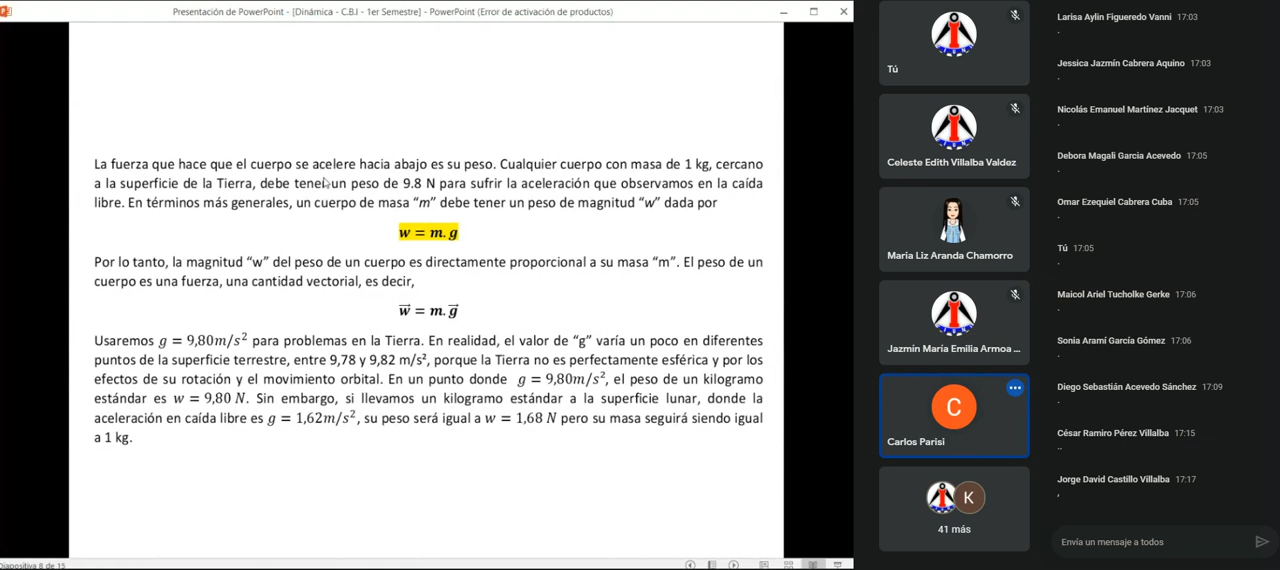 Presentación de PowerPoint - [Dinámica - C.B.I - 1er Semestre] - PowerPoint (Error de activación de productos)
La fuerza que hace que el cuerpo se acelere hacia abajo es su peso. Cualquier cuerpo con masa de 1 kg, cercano
a la superficie de la Tierra, debe tener un peso de 9.8 N para sufrir la aceleración que observamos en la caída
libre. En términos más generales, un cuerpo de masa “m” debe tener un peso de magnitud “w” dada por
w = m. g
Por lo tanto, la magnitud “w” del peso de un cuerpo es directamente proporcional a su masa “m”. El peso de un
cuerpo es una fuerza, una cantidad vectorial, es decir,
w⃗ = m. g⃗
Usaremos g = 9,80m/s² para problemas en la Tierra. En realidad, el valor de “g” varía un poco en diferentes
puntos de la superficie terrestre, entre 9,78 y 9,82 m/s², porque la Tierra no es perfectamente esférica y por los
efectos de su rotación y el movimiento orbital. En un punto donde g = 9,80m/s², el peso de un kilogramo
estándar es w = 9,80 N. Sin embargo, si llevamos un kilogramo estándar a la superficie lunar, donde la
aceleración en caída libre es g = 1,62m/s², su peso será igual a w = 1,68 N pero su masa seguirá siendo igual
a 1 kg.
Diapositiva 8 de 15
Tú
Celeste Edith Villalba Valdez
Maria Liz Aranda Chamorro
Jazmín María Emilia Armoa ...
C
Carlos Parisi
K
41 más
Larisa Aylin Figueredo Vanni 17:03
.
Jessica Jazmín Cabrera Aquino 17:03
.
Nicolás Emanuel Martínez Jacquet 17:03
.
Debora Magali Garcia Acevedo 17:05
.
Omar Ezequiel Cabrera Cuba 17:05
.
Tú 17:05
.
Maicol Ariel Tucholke Gerke 17:06
.
Sonia Aramí García Gómez 17:06
.
Diego Sebastián Acevedo Sánchez 17:09
.
César Ramiro Pérez Villalba 17:15
..
Jorge David Castillo Villalba 17:17
,
Envía un mensaje a todos